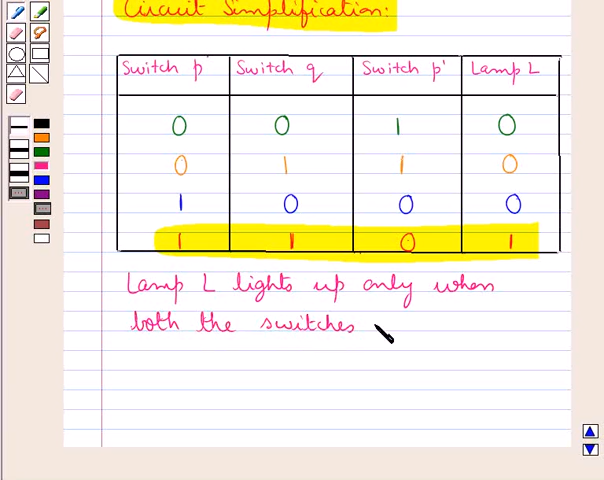 Circuit Simplification:
Switch p Switch q Switch p' Lamp L
0 0 1 0
0 1 1 0
1 0 0 0
1 1 0 1
Lamp L lights up only when
both the switches